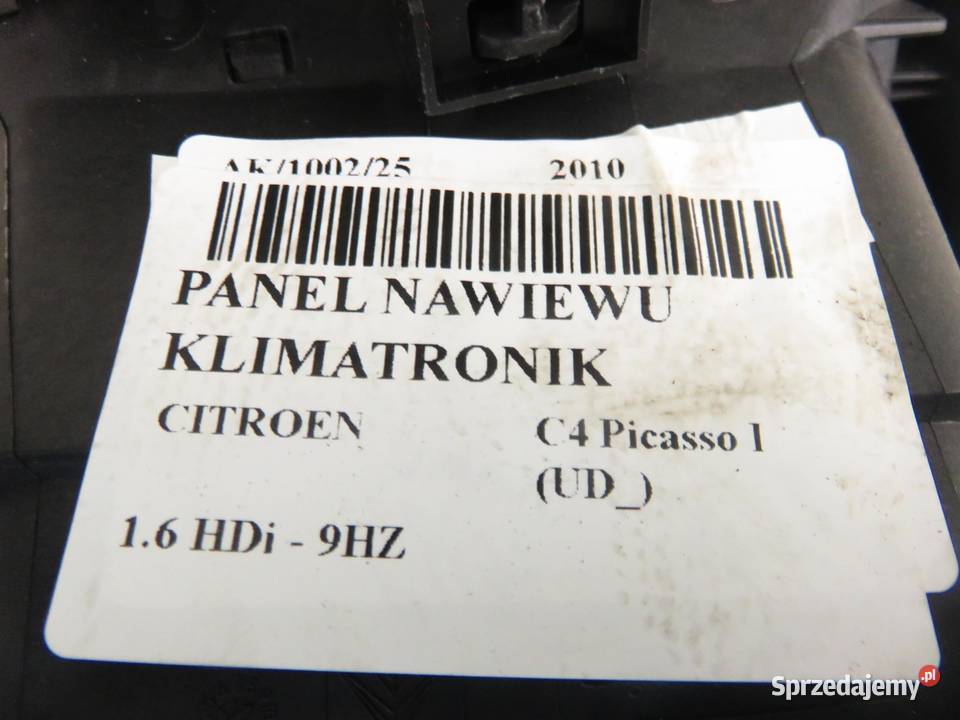 AK/1002/25 2010
PANEL NAWIEWU
KLIMATRONIK
CITROEN C4 Picasso I
(UD_)
1.6 HDi - 9HZ
Sprzedajemy.pl